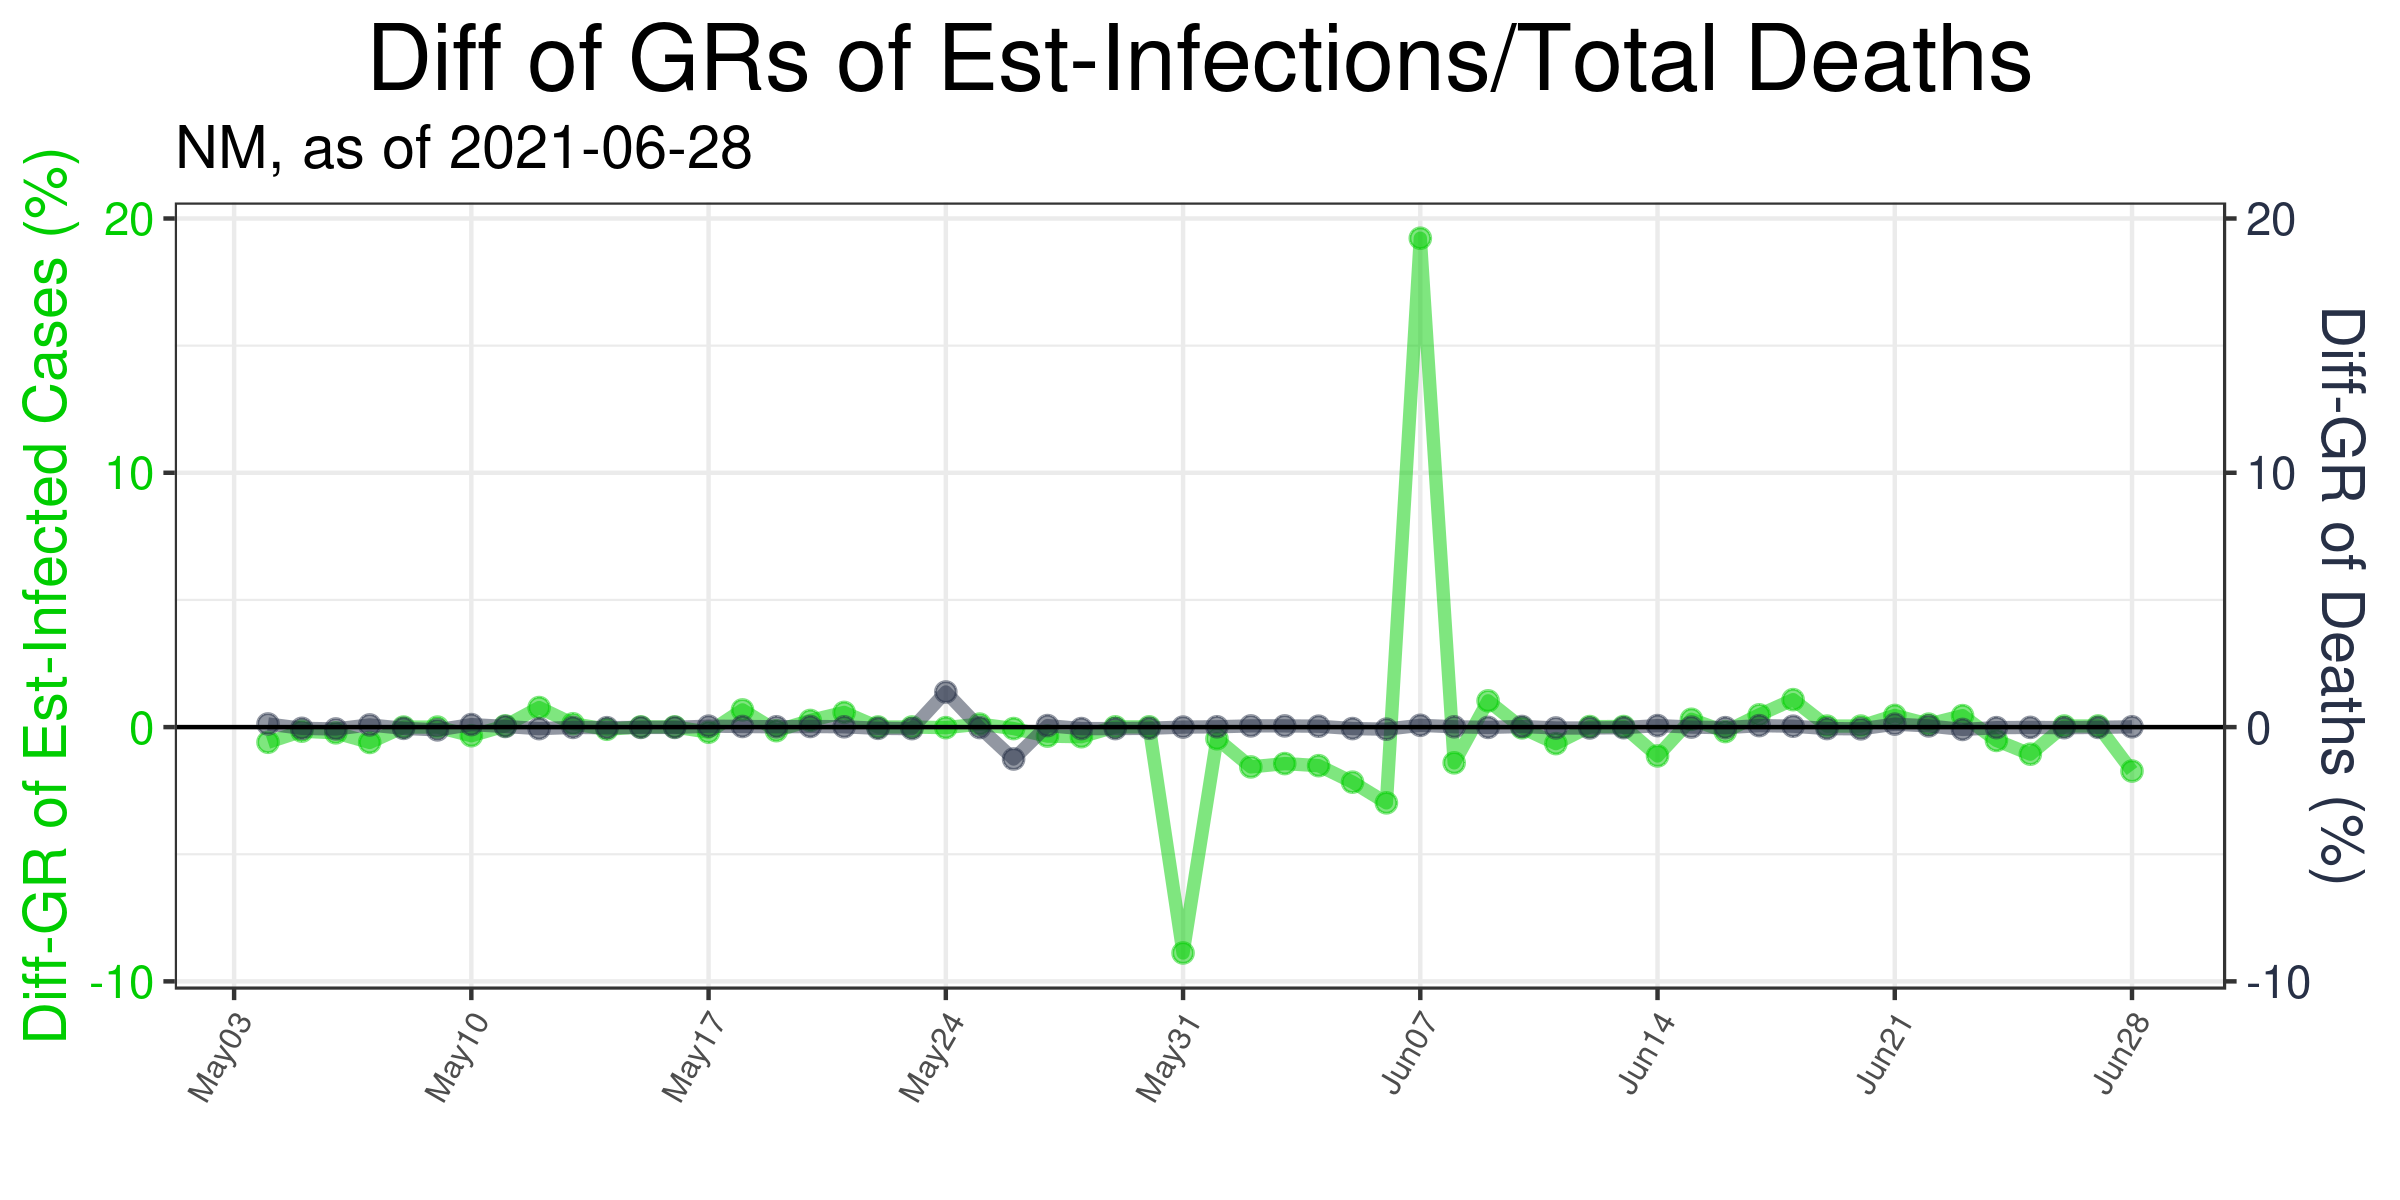 Diff of GRs of Est-Infections/Total Deaths
NM, as of 2021-06-28
Diff-GR of Est-Infected Cases (%)
20
10
0
-10
20
10
0
-10
Diff-GR of Deaths (%)
May03
May10
May17
May24
May31
Jun07
Jun14
Jun21
Jun28